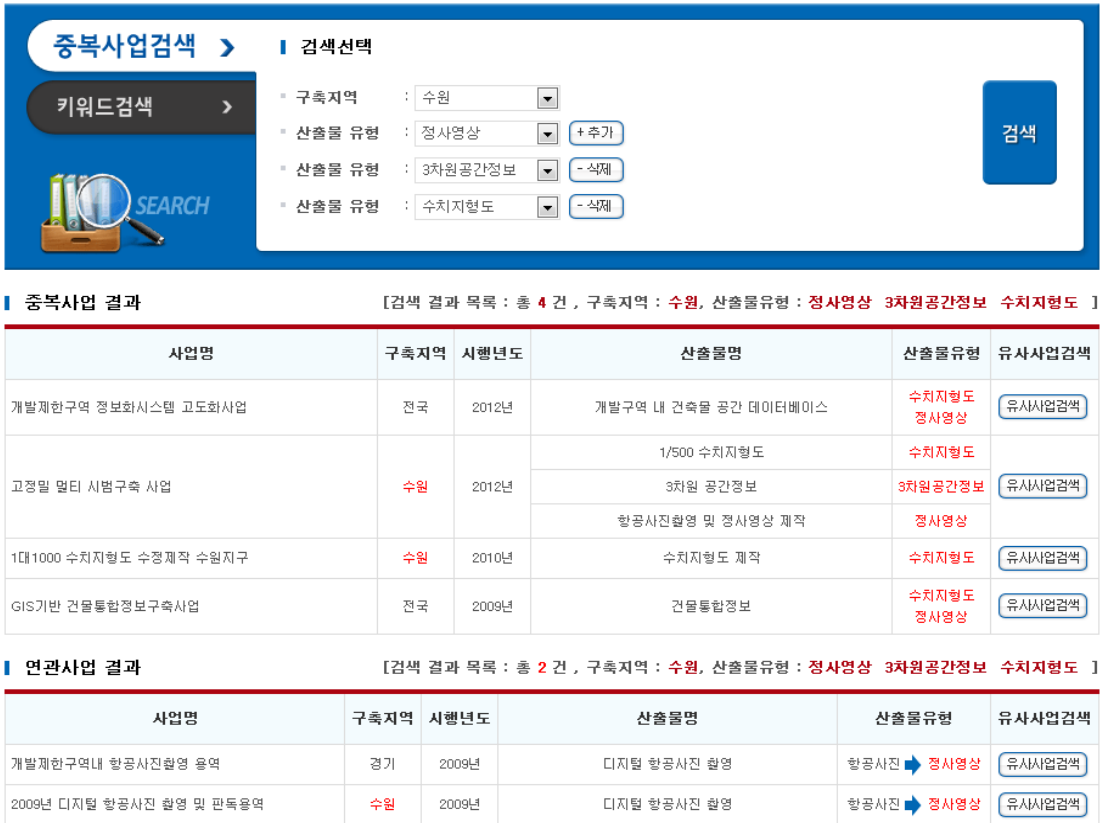 중복사업검색
키워드검색
SEARCH
검색선택
구축지역 : 수원
산출물 유형 : 정사영상 +추가
산출물 유형 : 3차원공간정보 -삭제
산출물 유형 : 수치지형도 -삭제
검색
중복사업 결과 [검색 결과 목록 : 총 4 건 , 구축지역 : 수원, 산출물유형 : 정사영상 3차원공간정보 수치지형도 ]
사업명 구축지역 시행년도 산출물명 산출물유형 유사사업검색
개발제한구역 정보화시스템 고도화사업 전국 2012년 개발구역 내 건축물 공간 데이터베이스 수치지형도 정사영상 유사사업검색
고정밀 멀티 시범구축 사업 수원 2012년 1/500 수치지형도 수치지형도 유사사업검색
3차원 공간정보 3차원공간정보
항공사진촬영 및 정사영상 제작 정사영상
1대1000 수치지형도 수정제작 수원지구 수원 2010년 수치지형도 제작 수치지형도 유사사업검색
GIS기반 건물통합정보구축사업 전국 2009년 건물통합정보 수치지형도 정사영상 유사사업검색
연관사업 결과 [검색 결과 목록 : 총 2 건 , 구축지역 : 수원, 산출물유형 : 정사영상 3차원공간정보 수치지형도 ]
사업명 구축지역 시행년도 산출물명 산출물유형 유사사업검색
개발제한구역내 항공사진촬영 용역 경기 2009년 디지털 항공사진 촬영 항공사진 정사영상 유사사업검색
2009년 디지털 항공사진 촬영 및 판독용역 수원 2009년 디지털 항공사진 촬영 항공사진 정사영상 유사사업검색